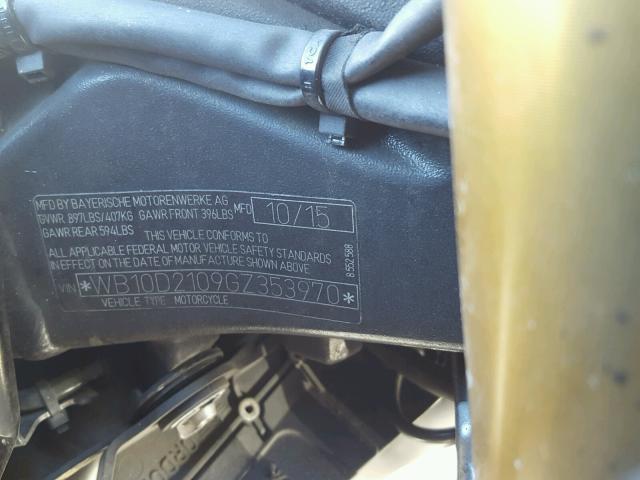 MFD BY BAYERISCHE MOTORENWERKE AG
GVWR 897LBS/407KG GAWR FRONT 396LBS MFD 10/15
GAWR REAR 594LBS THIS VEHICLE CONFORMS TO
ALL APPLICABLE FEDERAL MOTOR VEHICLE SAFETY STANDARDS
IN EFFECT ON THE DATE OF MANUFACTURE SHOWN ABOVE
8 552 588
VIN *WB10D2109GZ353970*
VEHICLE TYPE MOTORCYCLE